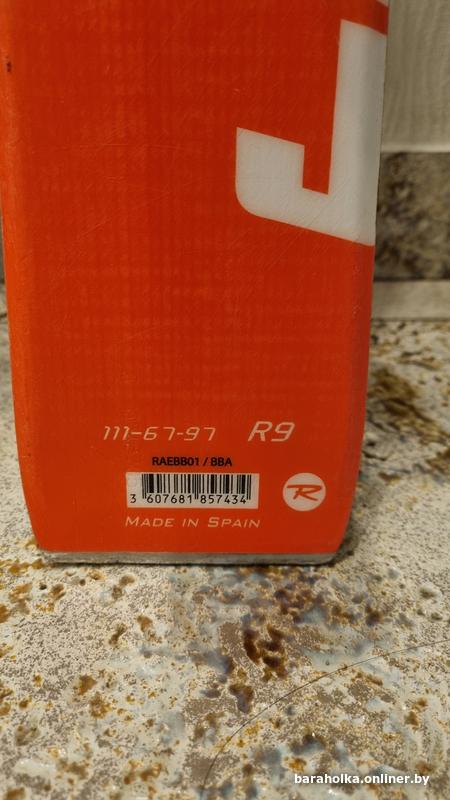 J
111-67-97 R9
RAEBB01 / BBA
3 607681 857434
MADE IN SPAIN
R
baraholka.onliner.by